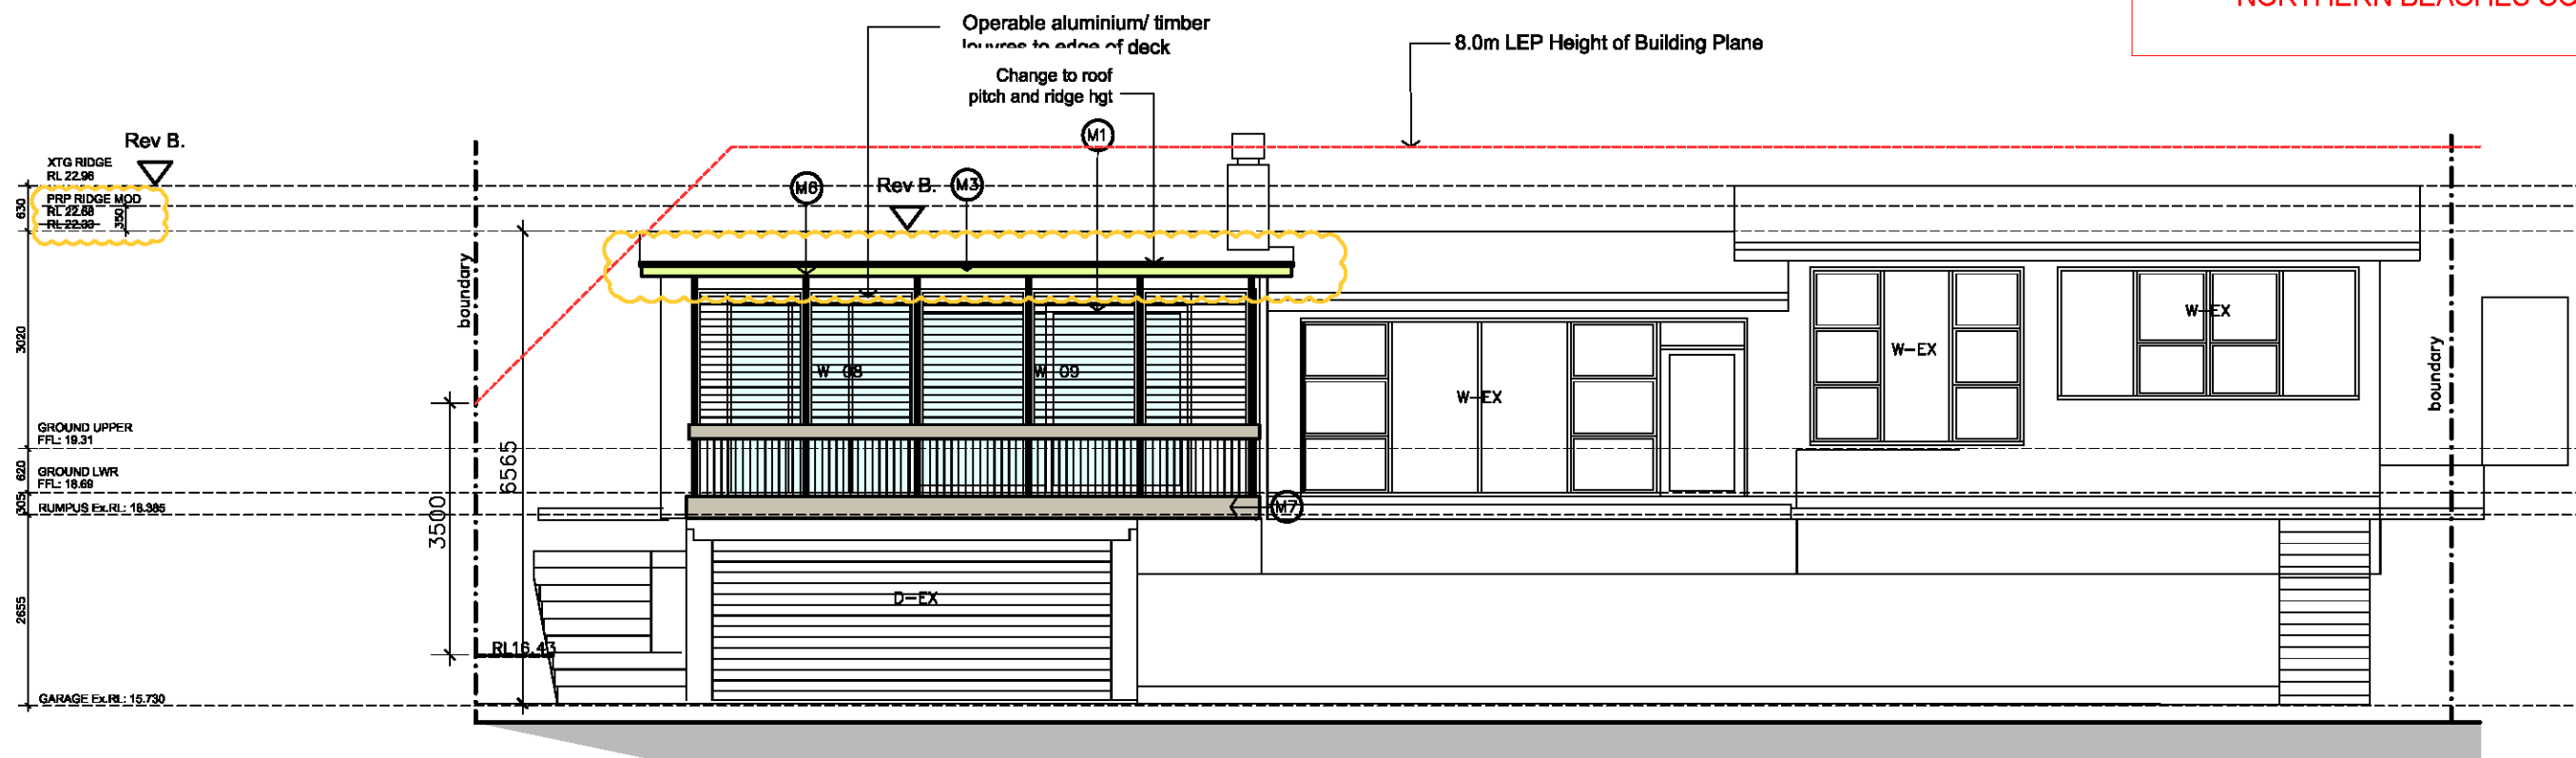 NORTHERN BEACHES
Operable aluminium/ timber
louvres to edge of deck
8.0m LEP Height of Building Plane
Change to roof
pitch and ridge hgt
M1
Rev B.
XTG RIDGE
RL 22.96
M6
Rev B.
M3
PRP RIDGE MOD
RL 22.68
RL 22.33
350
630
boundary
3020
W-EX
W-EX
W 08
W 09
W-EX
boundary
GROUND UPPER
FFL: 19.31
6565
620
GROUND LWR
FFL: 18.69
305
RUMPUS Ex.RL: 18.385
M7
3500
2655
D-EX
RL16.43
GARAGE Ex.RL: 15.730